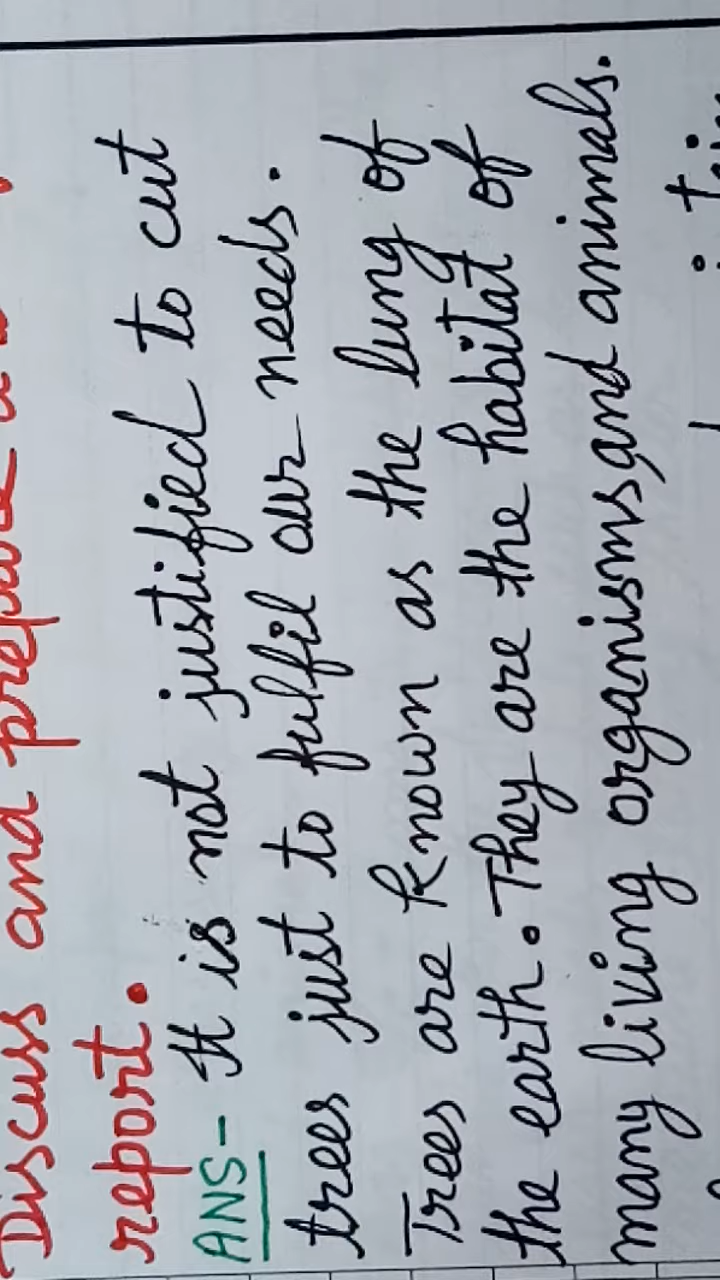 Discuss and prepare a
report.
ANS- It is not justified to cut
trees just to fulfil our needs.
Trees are known as the lung of
the earth. They are the habitat of
many living organisms, and animals.